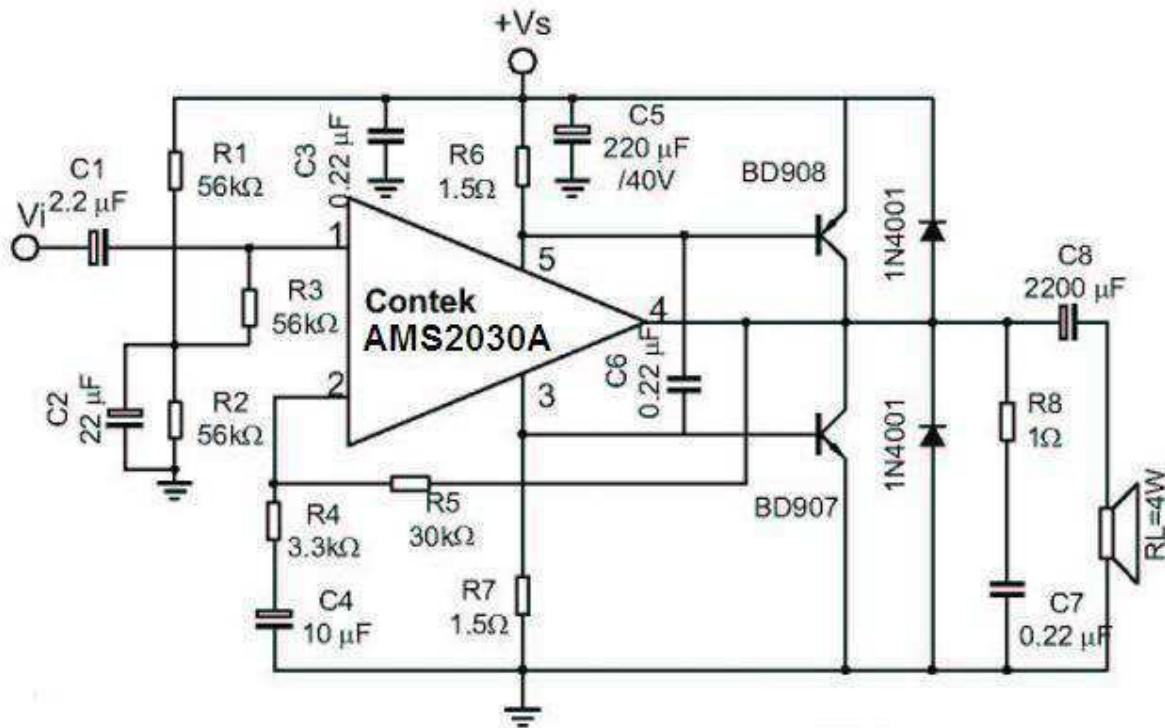 +Vs
C5
220 µF
/40V
C3
0.22 µF
R6
1.5Ω
R1
56kΩ
C1
2.2 µF
Vi
BD908
1N4001
C8
2200 µF
1
5
R3
56kΩ
Contek
AMS2030A
4
C6
0.22 µF
2
3
C2
22 µF
R2
56kΩ
R8
1Ω
1N4001
BD907
R5
30kΩ
R4
3.3kΩ
RL=4W
R7
1.5Ω
C4
10 µF
C7
0.22 µF